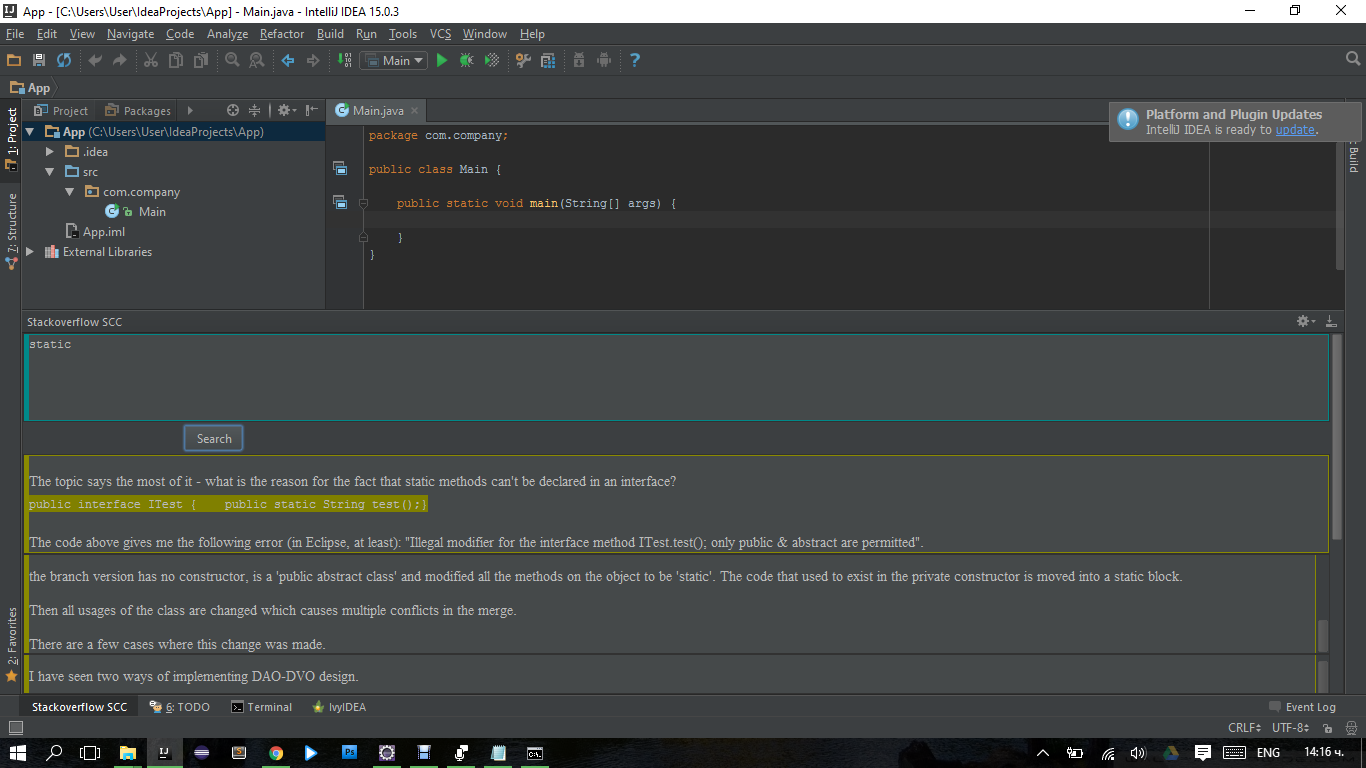 App - [C:\Users\User\IdeaProjects\App] - Main.java - IntelliJ IDEA 15.0.3
File Edit View Navigate Code Analyze Refactor Build Run Tools VCS Window Help
Main
App
1: Project
7: Structure
2: Favorites
Project Packages
App (C:\Users\User\IdeaProjects\App)
.idea
src
com.company
Main
App.iml
External Libraries
Main.java
package com.company;
public class Main {
public static void main(String[] args) {
}
}
Platform and Plugin Updates
IntelliJ IDEA is ready to update.
Build
Stackoverflow SCC
static
Search
The topic says the most of it - what is the reason for the fact that static methods can't be declared in an interface?
public interface ITest {    public static String test();}
The code above gives me the following error (in Eclipse, at least): "Illegal modifier for the interface method ITest.test(); only public & abstract are permitted".
the branch version has no constructor, is a 'public abstract class' and modified all the methods on the object to be 'static'. The code that used to exist in the private constructor is moved into a static block.
Then all usages of the class are changed which causes multiple conflicts in the merge.
There are a few cases where this change was made.
I have seen two ways of implementing DAO-DVO design.
Stackoverflow SCC 6: TODO Terminal IvyIDEA Event Log
CRLF UTF-8
ENG 14:16 ч.